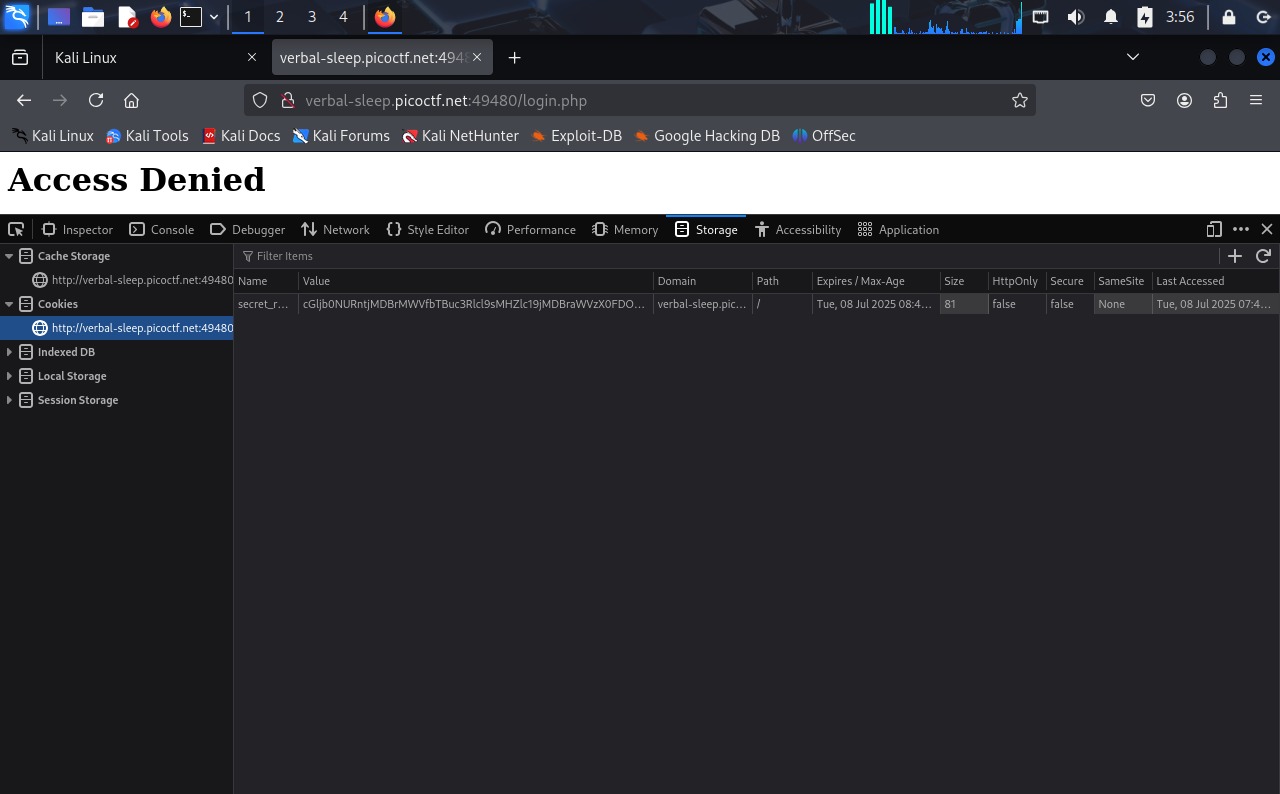 1 2 3 4 3:56
Kali Linux verbal-sleep.picoctf.net:4948
verbal-sleep.picoctf.net:49480/login.php
Kali Linux Kali Tools Kali Docs Kali Forums Kali NetHunter Exploit-DB Google Hacking DB OffSec
Access Denied
Inspector Console Debugger Network Style Editor Performance Memory Storage Accessibility Application
Cache Storage Filter Items
http://verbal-sleep.picoctf.net:49480 Name Value Domain Path Expires / Max-Age Size HttpOnly Secure SameSite Last Accessed
Cookies secret_r... cGljb0NURntjMDBrMWVfbTBuc3Rlcl9sMHZlc19jMDBraWVzX0FDO... verbal-sleep.pic... / Tue, 08 Jul 2025 08:4... 81 false false None Tue, 08 Jul 2025 07:4...
http://verbal-sleep.picoctf.net:49480
Indexed DB
Local Storage
Session Storage